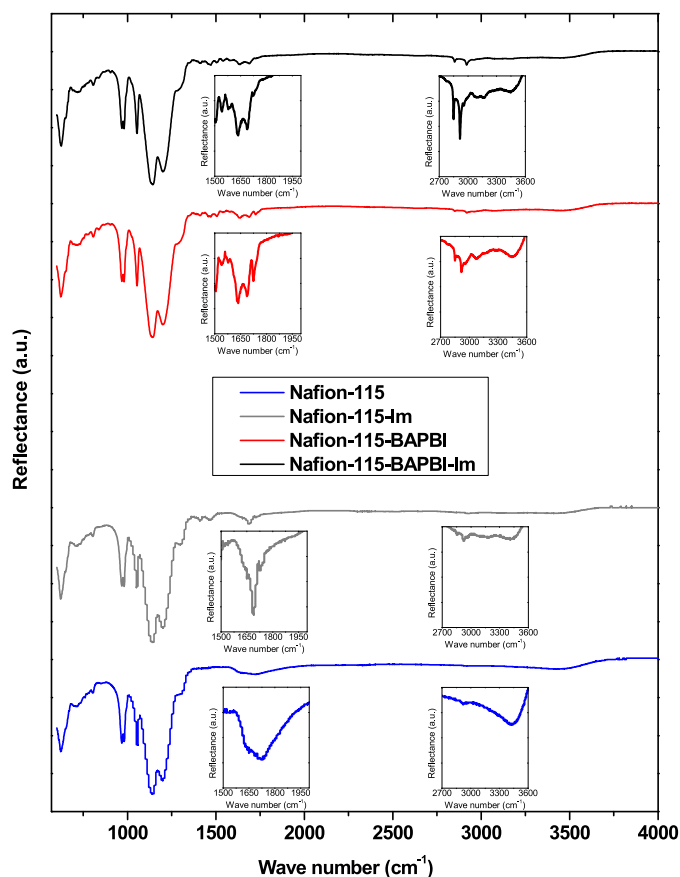 Reflectance (a.u.)
Reflectance (a.u.)
1500 1650 1800 1950
Wave number (cm⁻¹)
Reflectance (a.u.)
2700 3000 3300 3600
Wave number (cm⁻¹)
Reflectance (a.u.)
1500 1650 1800 1950
Wave number (cm⁻¹)
Reflectance (a.u.)
2700 3000 3300 3600
Wave number (cm⁻¹)
Nafion-115
Nafion-115-Im
Nafion-115-BAPBI
Nafion-115-BAPBI-Im
Reflectance (a.u.)
1500 1650 1800 1950
Wave number (cm⁻¹)
Reflectance (a.u.)
2700 3000 3300 3600
Wave number (cm⁻¹)
Reflectance (a.u.)
1500 1650 1800 1950
Wave number (cm⁻¹)
Reflectance (a.u.)
2700 3000 3300 3600
Wave number (cm⁻¹)
1000 1500 2000 2500 3000 3500 4000
Wave number (cm⁻¹)